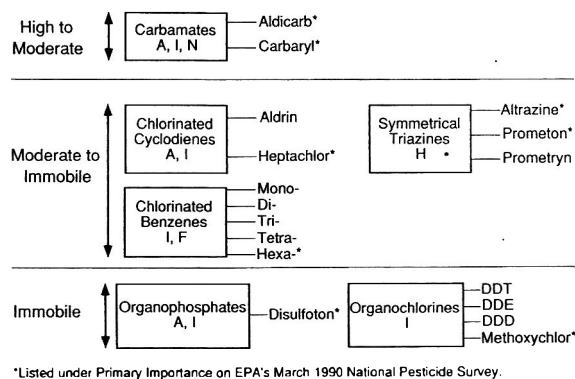 High to
Moderate
Carbamates
A, I, N
Aldicarb*
Carbaryl*
Moderate to
Immobile
Chlorinated
Cyclodienes
A, I
Aldrin
Heptachlor*
Symmetrical
Triazines
H *
Altrazine*
Prometon*
Prometryn
Chlorinated
Benzenes
I, F
Mono-
Di-
Tri-
Tetra-
Hexa-*
Immobile
Organophosphates
A, I
Disulfoton*
Organochlorines
I
DDT
DDE
DDD
Methoxychlor*
*Listed under Primary Importance on EPA's March 1990 National Pesticide Survey.